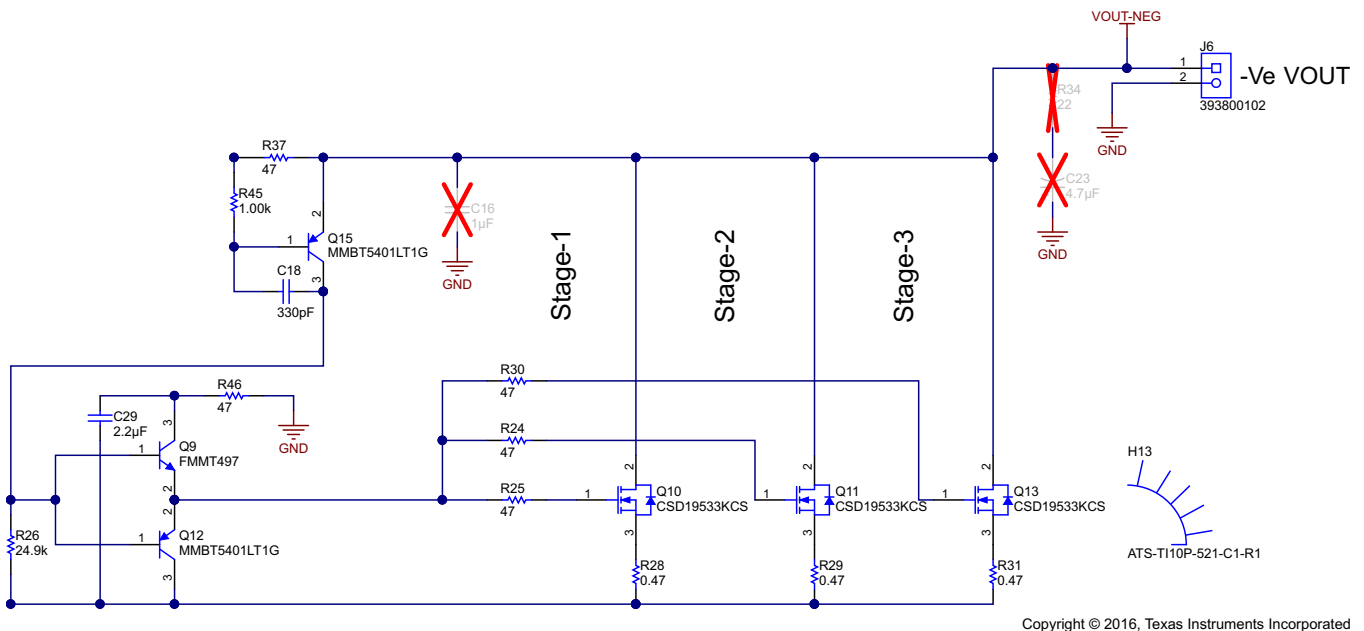 VOUT-NEG
J6
1
2
-Ve VOUT
393800102
GND
R34
22
C23
4.7µF
GND
R37
47
R45
1.00k
2
1
Q15
MMBT5401LT1G
3
C18
330pF
C16
1µF
GND
Stage-1
Stage-2
Stage-3
R30
47
R24
47
R25
47
R46
47
GND
C29
2.2µF
3
1
Q9
FMMT497
2
2
1
Q12
MMBT5401LT1G
3
R26
24.9k
2
1
Q10
CSD19533KCS
3
R28
0.47
2
1
Q11
CSD19533KCS
3
R29
0.47
2
1
Q13
CSD19533KCS
3
R31
0.47
H13
ATS-TI10P-521-C1-R1
Copyright © 2016, Texas Instruments Incorporated